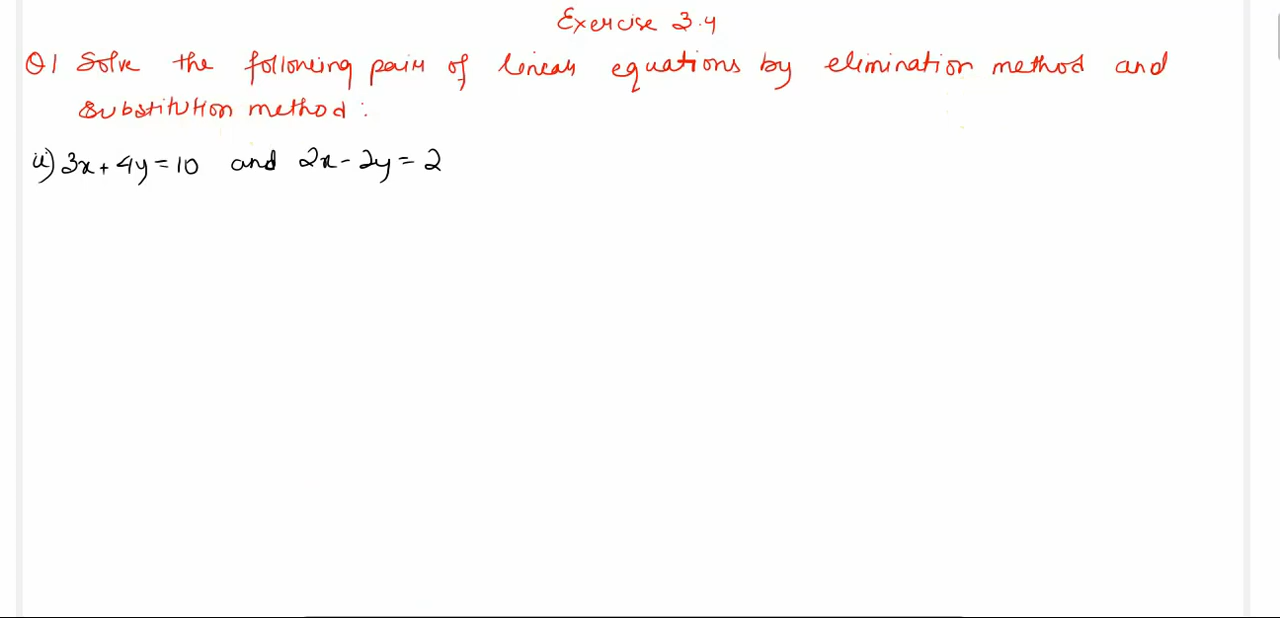 Exercise 3.4
Q1 Solve the following pair of linear equations by elimination method and
substitution method :
ii) 3x + 4y = 10 and 2x - 2y = 2